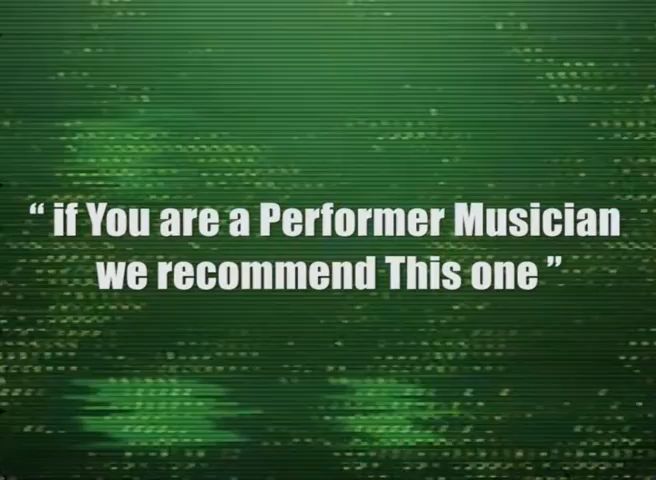 “ if You are a Performer Musician
we recommend This one ”